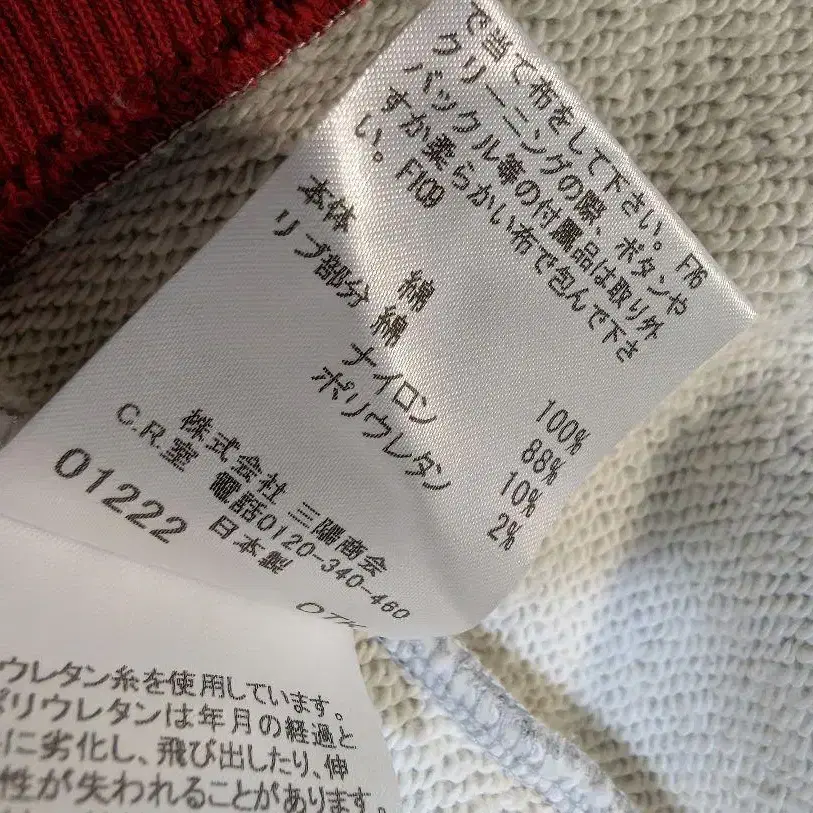 で当て布をして下さい。F76
クリーニングの際、ボタンや
バックル等の付属品は取り外
すか柔らかい布で包んで下さ
い。F109
本体 綿 100%
リブ部分 綿 88%
ナイロン 10%
ポリウレタン 2%
株式会社 三陽商会
C.R.室 電話0120-340-460
01222 日本製 OTK
ウレタン糸を使用しています。
ポリウレタンは年月の経過と
に劣化し、飛び出したり、伸
性が失われることがあります。